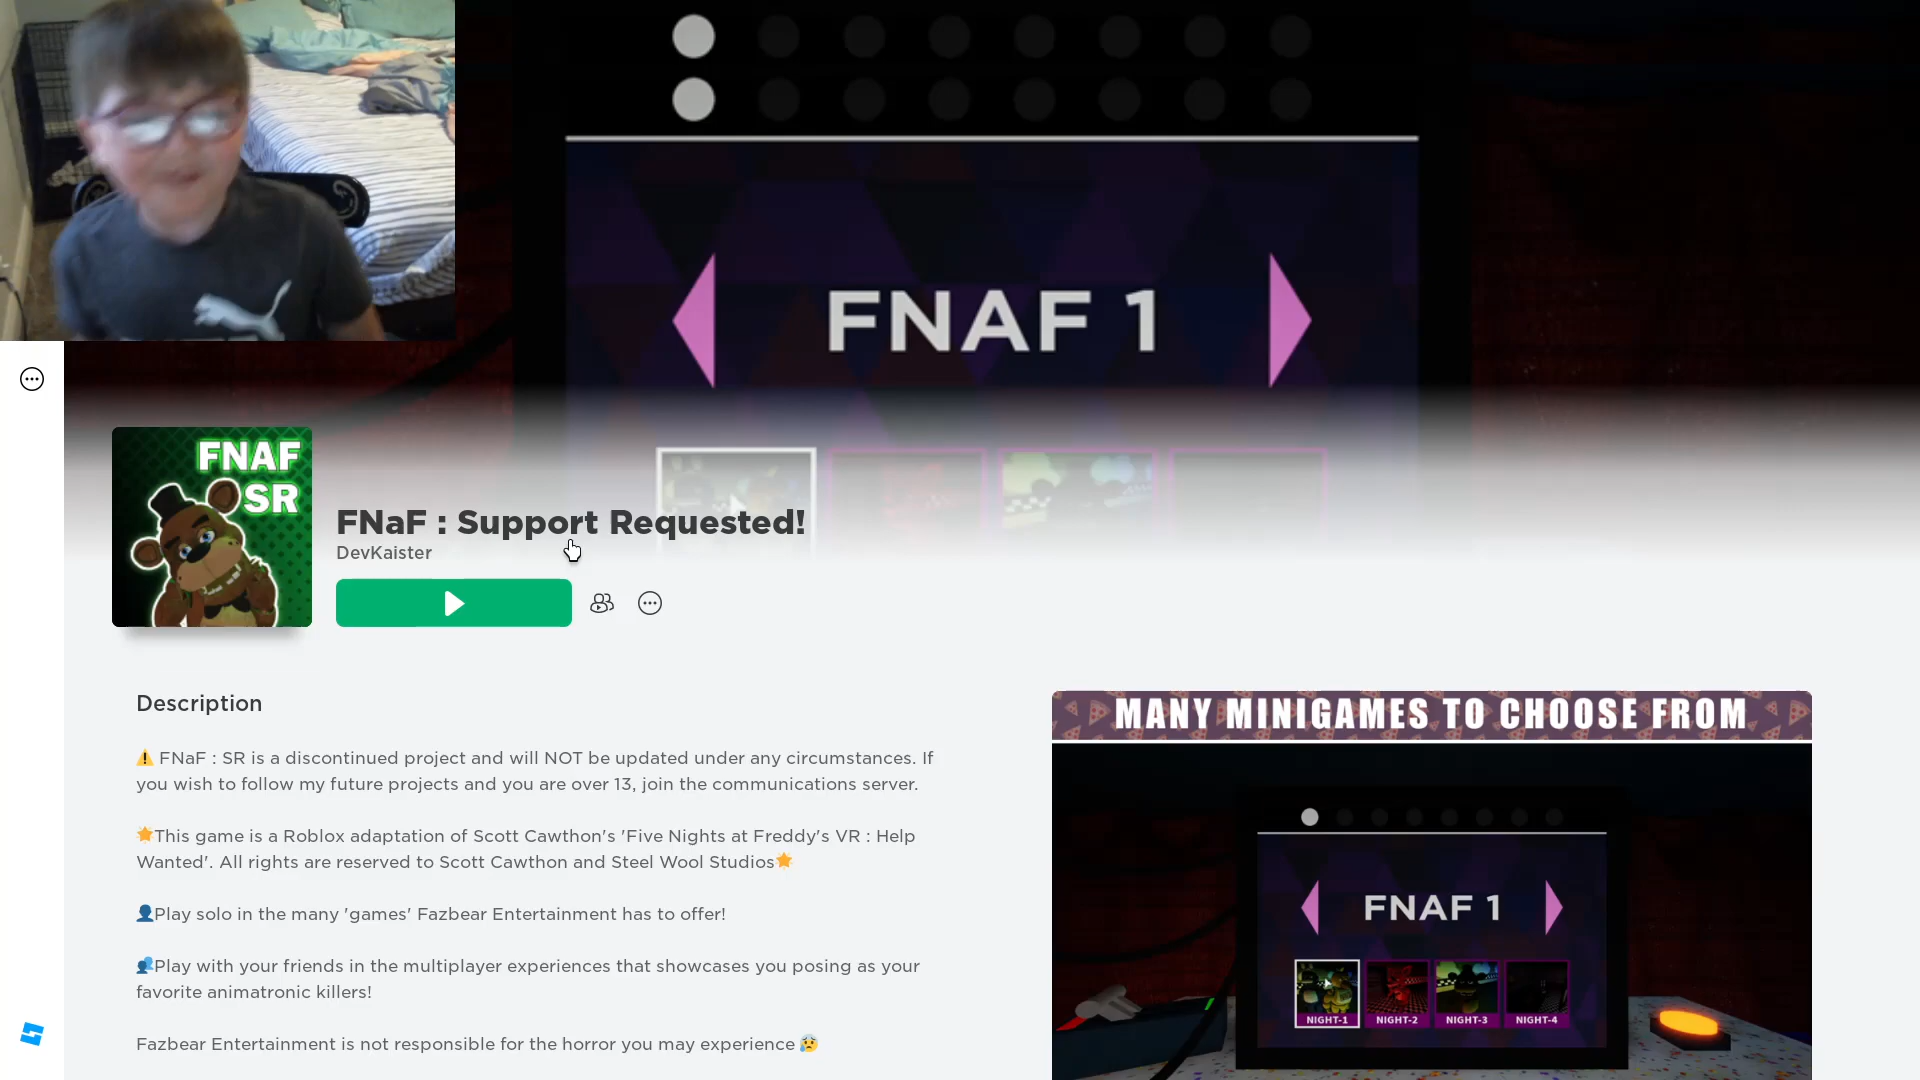 FNAF 1
FNAF
SR
FNaF : Support Requested!
DevKaister
Description
⚠️ FNaF : SR is a discontinued project and will NOT be updated under any circumstances. If
you wish to follow my future projects and you are over 13, join the communications server.
🌟This game is a Roblox adaptation of Scott Cawthon's 'Five Nights at Freddy's VR : Help
Wanted'. All rights are reserved to Scott Cawthon and Steel Wool Studios🌟
👤Play solo in the many 'games' Fazbear Entertainment has to offer!
👥Play with your friends in the multiplayer experiences that showcases you posing as your
favorite animatronic killers!
Fazbear Entertainment is not responsible for the horror you may experience 😰
MANY MINIGAMES TO CHOOSE FROM
FNAF 1
NIGHT-1 NIGHT-2 NIGHT-3 NIGHT-4